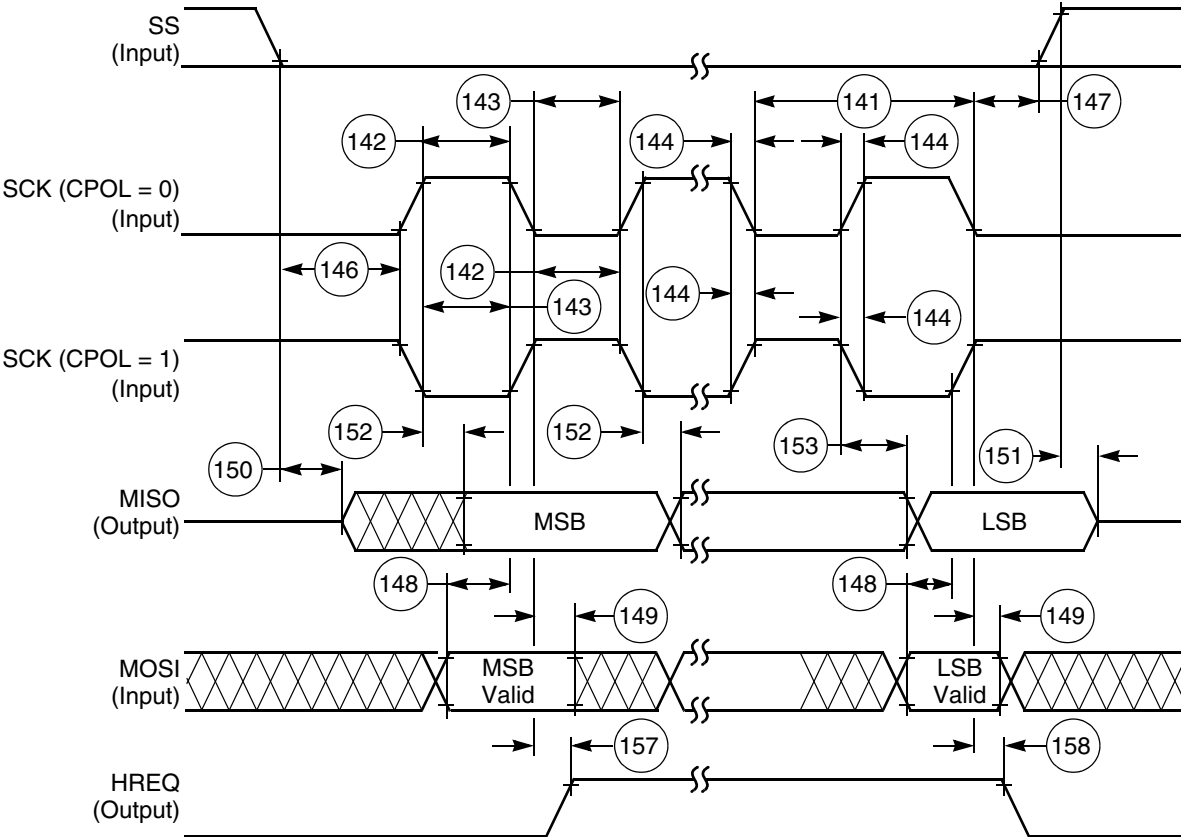 SS
(Input)
143
141
147
142
144
144
SCK (CPOL = 0)
(Input)
146
142
143
144
144
SCK (CPOL = 1)
(Input)
152
152
153
150
151
MISO
(Output)
MSB
LSB
148
148
149
149
MOSI
(Input)
MSB
Valid
LSB
Valid
157
158
HREQ
(Output)